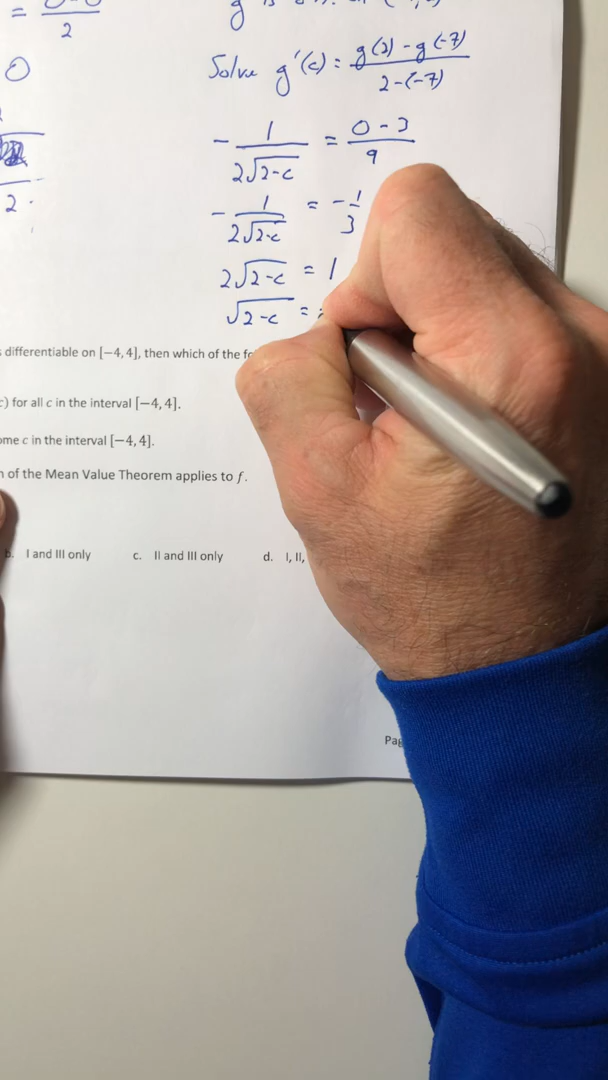 =
2
0
2
Solve g'(c) = g(2) - g(-7) / 2-(-7)
- 1 / 2√2-c = 0 - 3 / 9
- 1 / 2√2-c = - 1 / 3
2√2-c = 1
√2-c =
differentiable on [−4, 4], then which of the
c) for all c in the interval [−4, 4].
c in the interval [−4, 4].
of the Mean Value Theorem applies to f.
b. I and III only c. II and III only d. I, II,